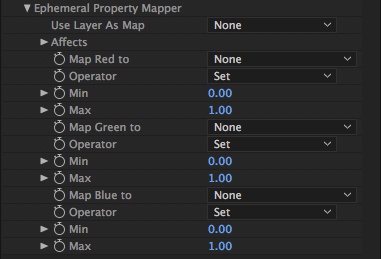 Ephemeral Property Mapper
Use Layer As Map None
Affects
Map Red to None
Operator Set
Min 0.00
Max 1.00
Map Green to None
Operator Set
Min 0.00
Max 1.00
Map Blue to None
Operator Set
Min 0.00
Max 1.00